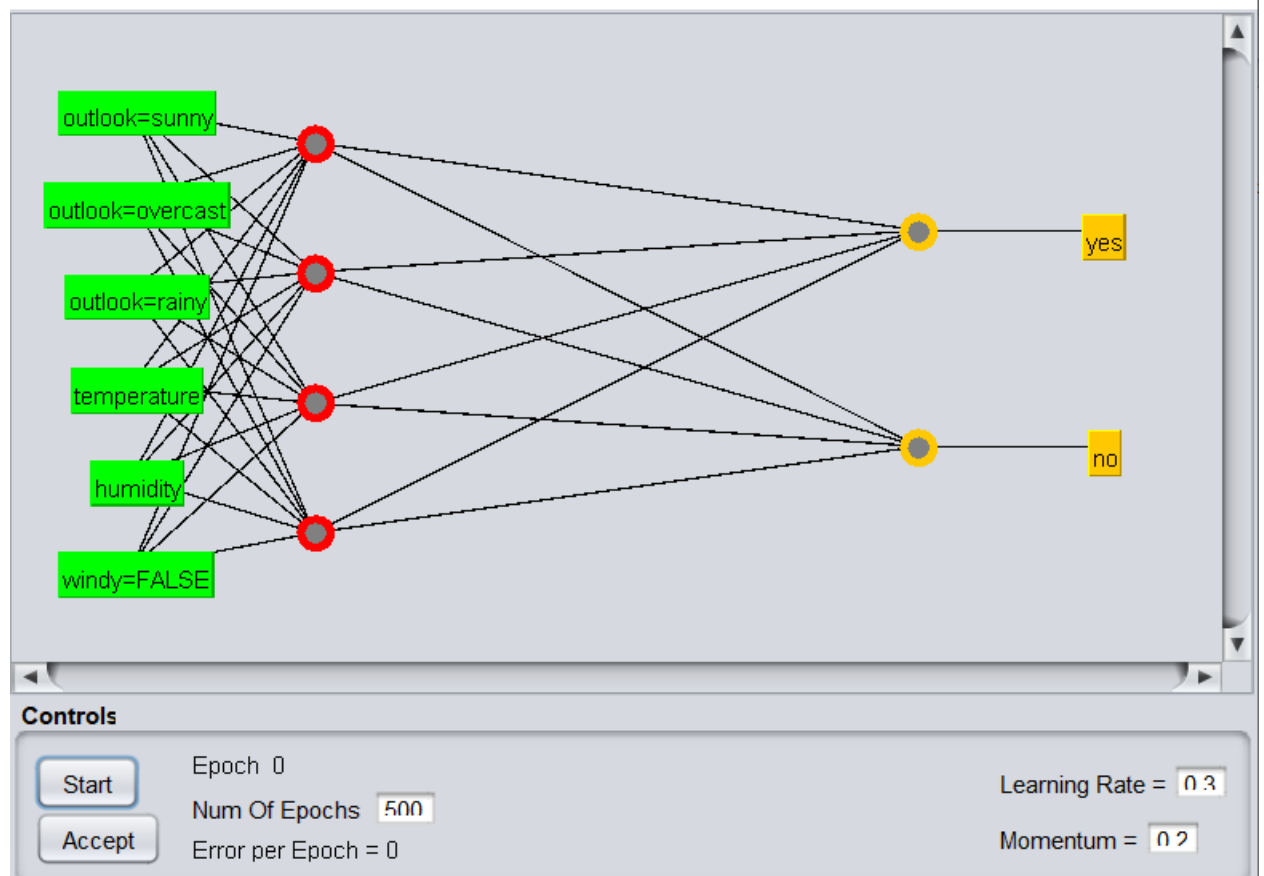 outlook=sunny
outlook=overcast
outlook=rainy
temperature
humidity
windy=FALSE
yes
no
Controls
Start
Accept
Epoch 0
Num Of Epochs 500
Error per Epoch = 0
Learning Rate = 0.3
Momentum = 0.2